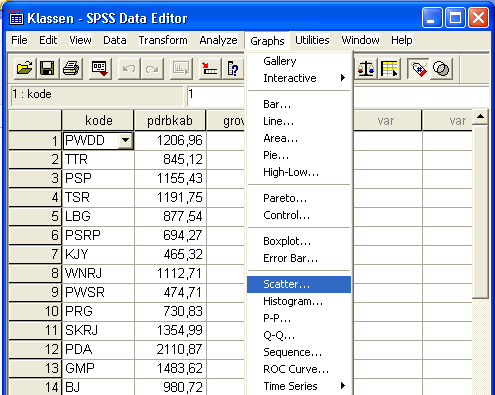 Klassen - SPSS Data Editor
File Edit View Data Transform Analyze Graphs Utilities Window Help
1 : kode 1
kode pdrbkab grov var var
1 PWDD 1206,96
2 TTR 845,12
3 PSP 1155,43
4 TSR 1191,75
5 LBG 877,54
6 PSRP 694,27
7 KJY 465,32
8 WNRJ 1112,71
9 PWSR 474,71
10 PRG 730,83
11 SKRJ 1354,99
12 PDA 2110,87
13 GMP 1483,62
14 BJ 980,72
Gallery
Interactive
Bar...
Line...
Area...
Pie...
High-Low...
Pareto...
Control...
Boxplot...
Error Bar...
Scatter...
Histogram...
P-P...
Q-Q...
Sequence...
ROC Curve...
Time Series